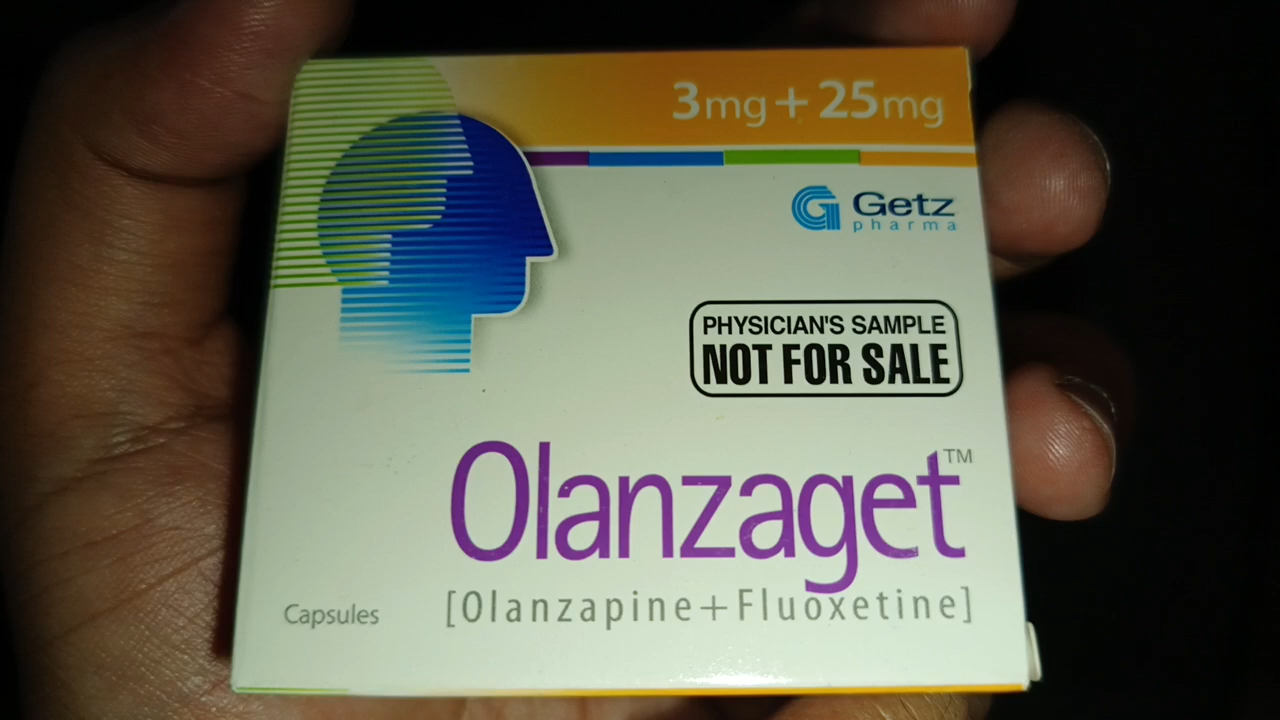 3mg + 25mg
Getz
pharma
PHYSICIAN'S SAMPLE
NOT FOR SALE
Olanzaget™
Capsules
[Olanzapine+Fluoxetine]